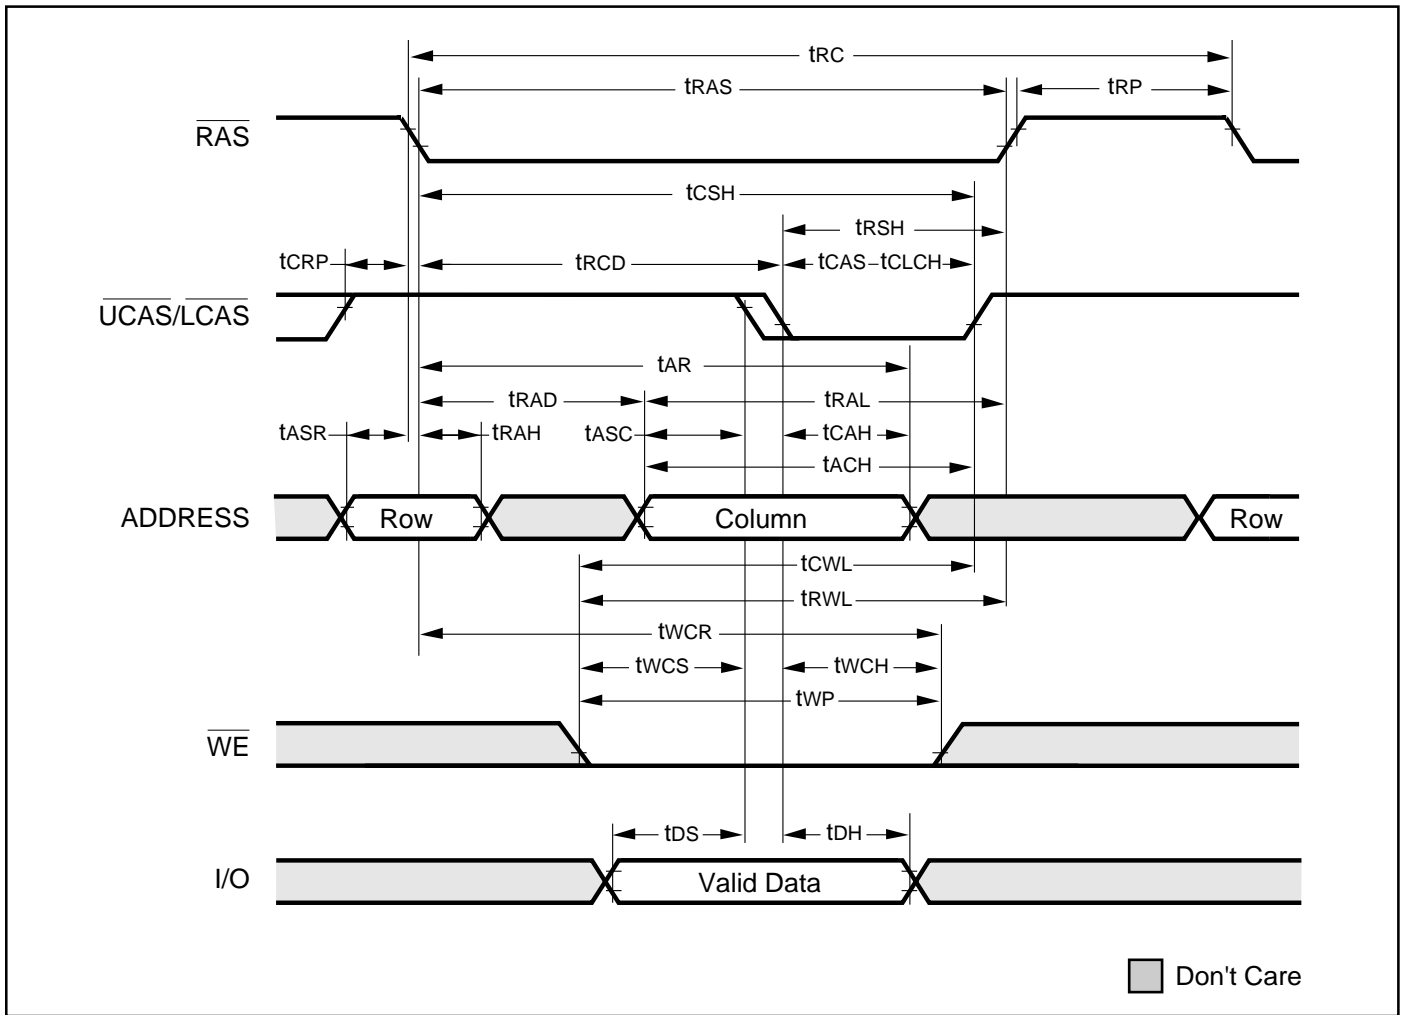 tRC
tRAS
tRP
RAS
tCSH
tRSH
tCRP
tRCD
tCAS tCLCH
UCAS/LCAS
tAR
tRAD
tRAL
tASR
tRAH
tASC
tCAH
tACH
ADDRESS
Row
Column
Row
tCWL
tRWL
tWCR
tWCS
tWCH
tWP
WE
tDS
tDH
I/O
Valid Data
Don't Care